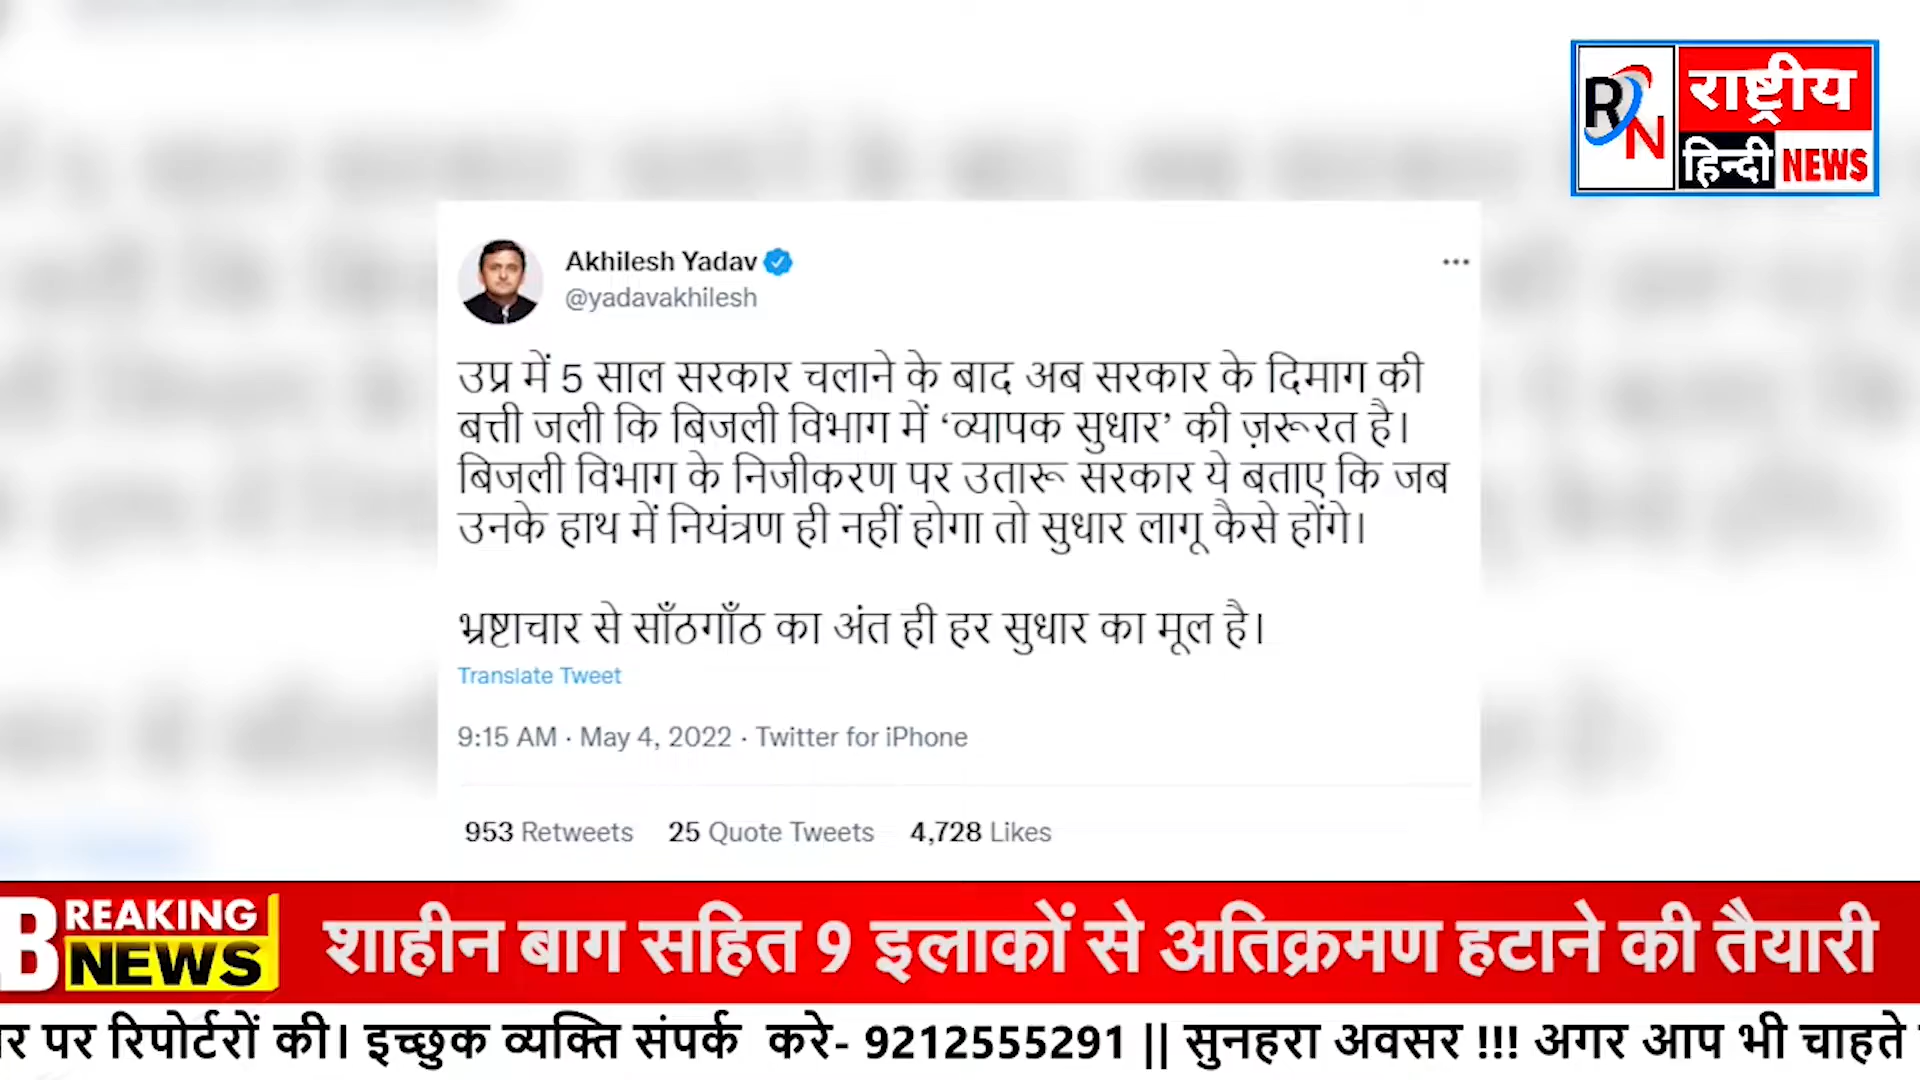 RN
राष्ट्रीय
हिन्दी NEWS
Akhilesh Yadav
@yadavakhilesh
उप्र में 5 साल सरकार चलाने के बाद अब सरकार के दिमाग की
बत्ती जली कि बिजली विभाग में ‘व्यापक सुधार’ की ज़रूरत है।
बिजली विभाग के निजीकरण पर उतारू सरकार ये बताए कि जब
उनके हाथ में नियंत्रण ही नहीं होगा तो सुधार लागू कैसे होंगे।
भ्रष्टाचार से साँठगाँठ का अंत ही हर सुधार का मूल है।
Translate Tweet
9:15 AM · May 4, 2022 · Twitter for iPhone
953 Retweets 25 Quote Tweets 4,728 Likes
BREAKING NEWS
शाहीन बाग सहित 9 इलाकों से अतिक्रमण हटाने की तैयारी
पर रिपोर्टरों की। इच्छुक व्यक्ति संपर्क करे- 9212555291 || सुनहरा अवसर !!! अगर आप भी चाहते